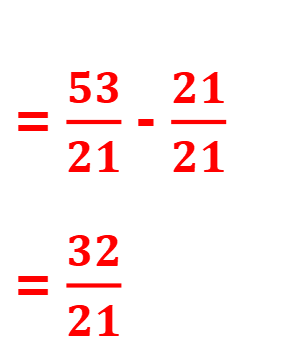 = 53/21 - 21/21
= 32/21